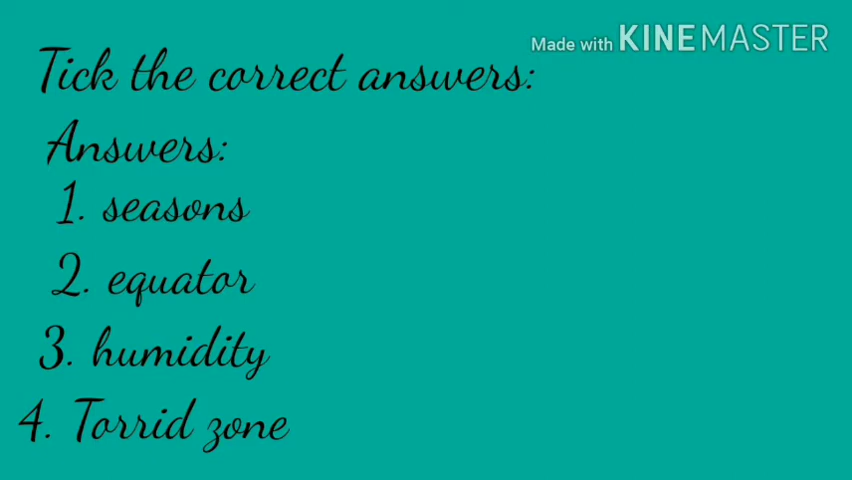 Made with KINEMASTER
Tick the correct answers:
Answers:
1. seasons
2. equator
3. humidity
4. Torrid zone